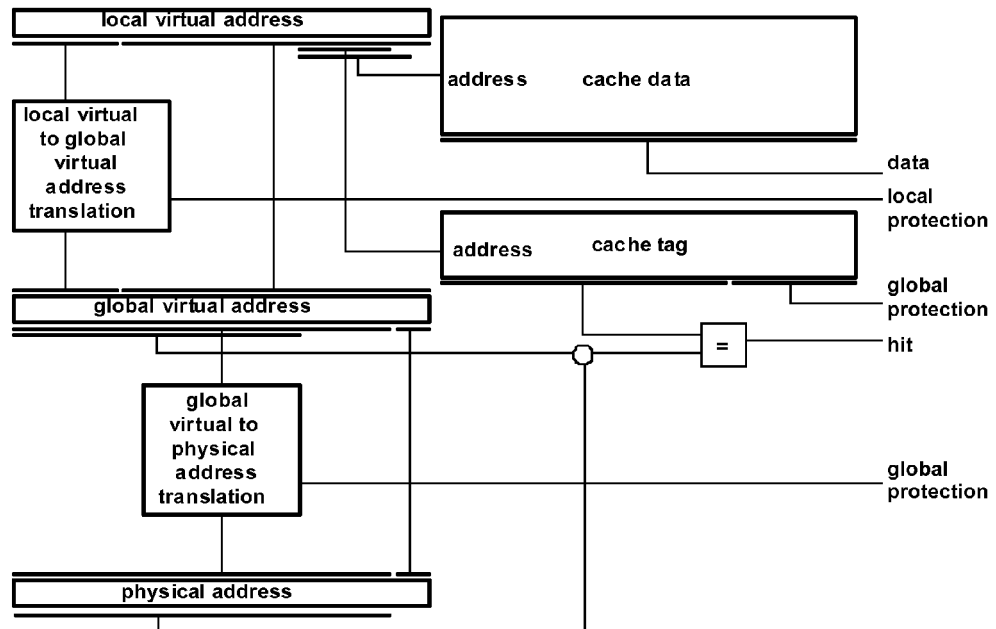 local virtual address
address cache data
local virtual
to global
virtual
address
translation
data
local
protection
address cache tag
global
protection
global virtual address
=
hit
global
virtual to
physical
address
translation
global
protection
physical address